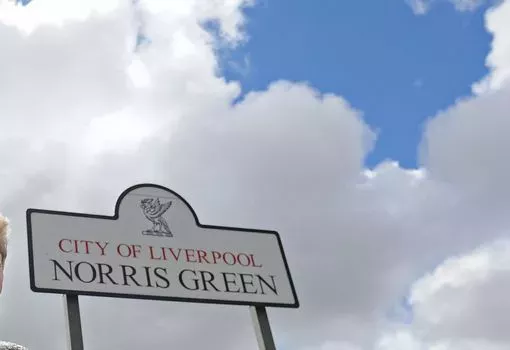 CITY OF LIVERPOOL
NORRIS GREEN